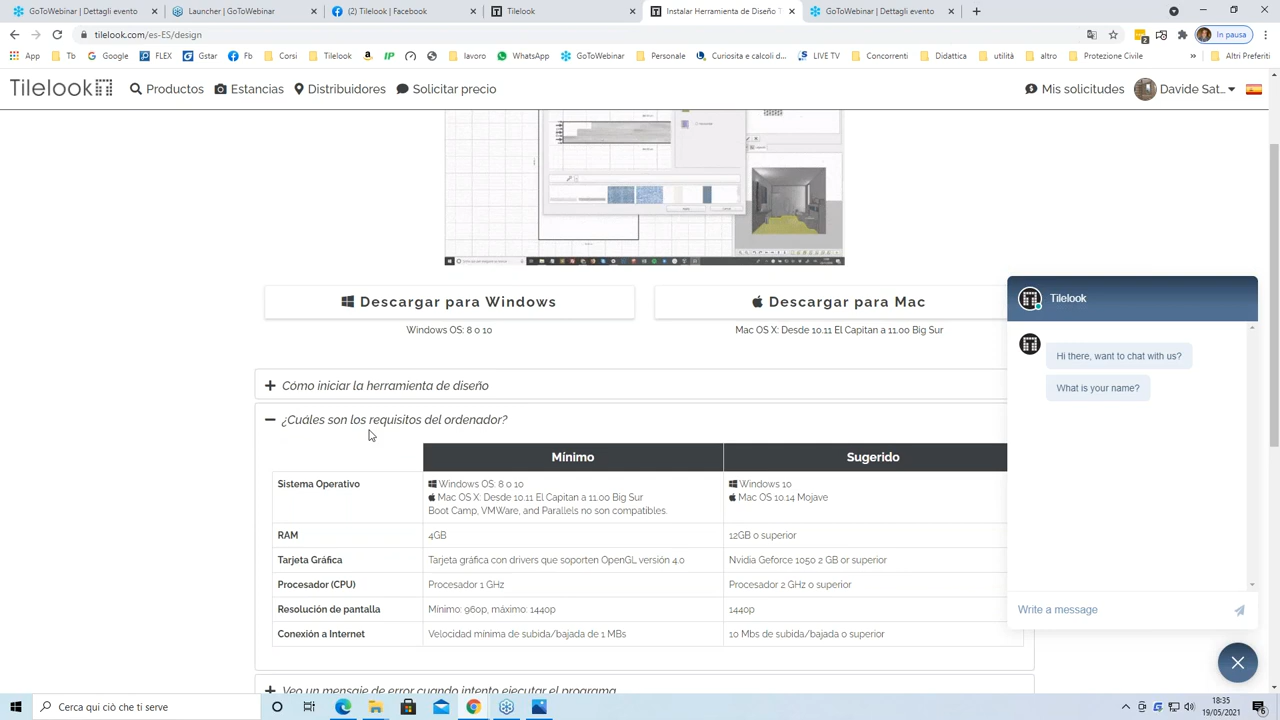 GoToWebinar | Dettagli evento
Launcher | GoToWebinar
(20) Tilelook | Facebook
Tilelook
Instalar Herramienta de Diseño T
GoToWebinar | Dettagli evento
tilelook.com/es-ES/design
In pausa
App
Tb
Google
FLEX
Gstar
Fb
Corsi
Tilelook
IP
lavoro
WhatsApp
GoToWebinar
Personale
Curiosita e calcoli d...
LIVE TV
Concorrenti
Didattica
utilità
altro
Protezione Civile
»
Altri Preferiti
Tilelook
Productos
Estancias
Distribuidores
Solicitar precio
Mis solicitudes
Davide Sat...
Descargar para Windows
Descargar para Mac
Windows OS: 8 o 10
Mac OS X: Desde 10.11 El Capitan a 11.00 Big Sur
Cómo iniciar la herramienta de diseño
¿Cuáles son los requisitos del ordenador?
Mínimo
Sugerido
Sistema Operativo
Windows OS: 8 o 10
Mac OS X: Desde 10.11 El Capitan a 11.00 Big Sur
Boot Camp, VMWare, and Parallels no son compatibles.
Windows 10
Mac OS 10.14 Mojave
RAM
4GB
12GB o superior
Tarjeta Gráfica
Tarjeta gráfica con drivers que soporten OpenGL versión 4.0
Nvidia Geforce 1050 2 GB or superior
Procesador (CPU)
Procesador 1 GHz
Procesador 2 GHz o superior
Resolución de pantalla
Mínimo: 960p, máximo: 1440p
1440p
Conexión a Internet
Velocidad mínima de subida/bajada de 1 MBs
10 Mbs de subida/bajada o superior
Veo un mensaje de error cuando intento ejecutar el programa
Tilelook
Hi there, want to chat with us?
What is your name?
Write a message
Cerca qui ciò che ti serve
18:35
19/05/2021